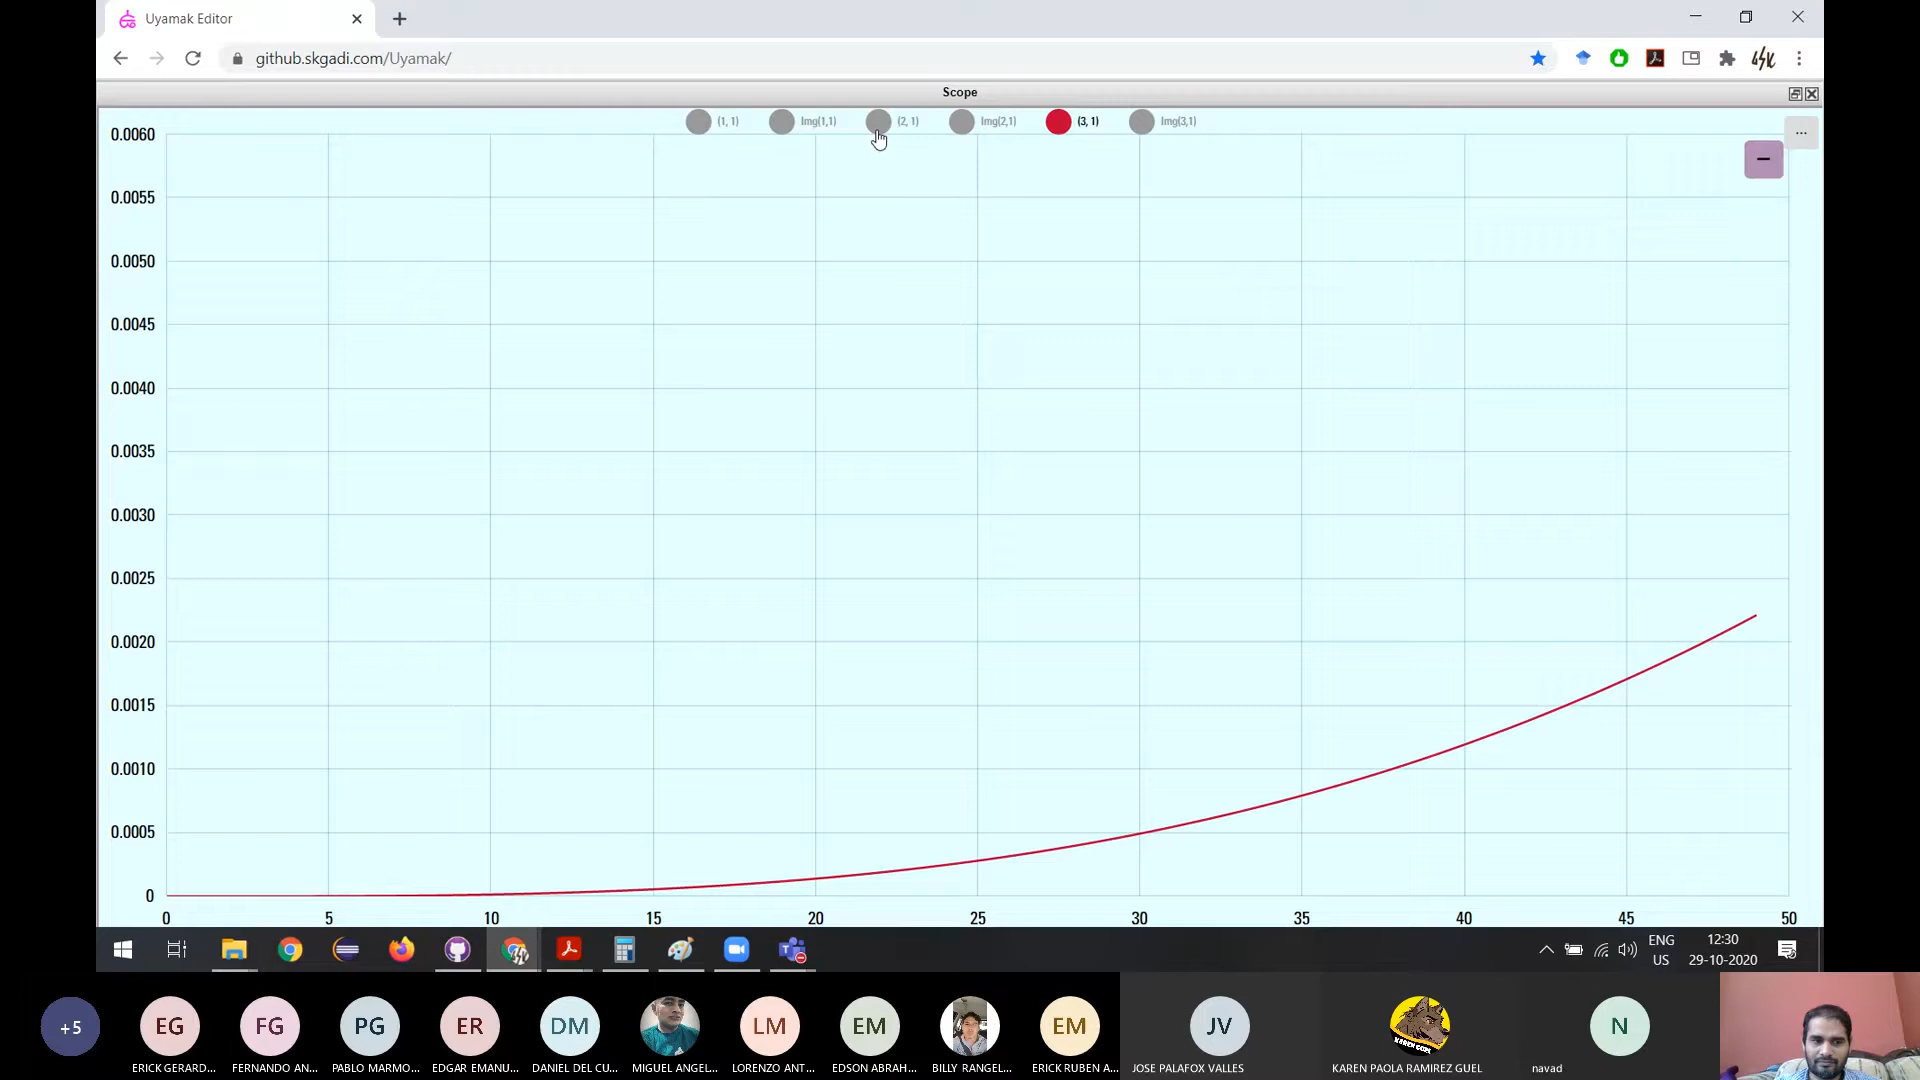 Uyamak Editor
github.skgadi.com/Uyamak/
Scope
(1, 1)
Img(1,1)
(2, 1)
Img(2,1)
(3, 1)
Img(3,1)
...
0.0060
0.0055
0.0050
0.0045
0.0040
0.0035
0.0030
0.0025
0.0020
0.0015
0.0010
0.0005
0
0 5 10 15 20 25 30 35 40 45 50
ENG
US
12:30
29-10-2020
+5
EG
FG
PG
ER
DM
LM
EM
EM
JV
KAREN GUEL
N
ERICK GERARD...
FERNANDO AN...
PABLO MARMO...
EDGAR EMANU...
DANIEL DEL CU...
MIGUEL ANGEL...
LORENZO ANT...
EDSON ABRAH...
BILLY RANGEL...
ERICK RUBEN A...
JOSE PALAFOX VALLES
KAREN PAOLA RAMIREZ GUEL
navad